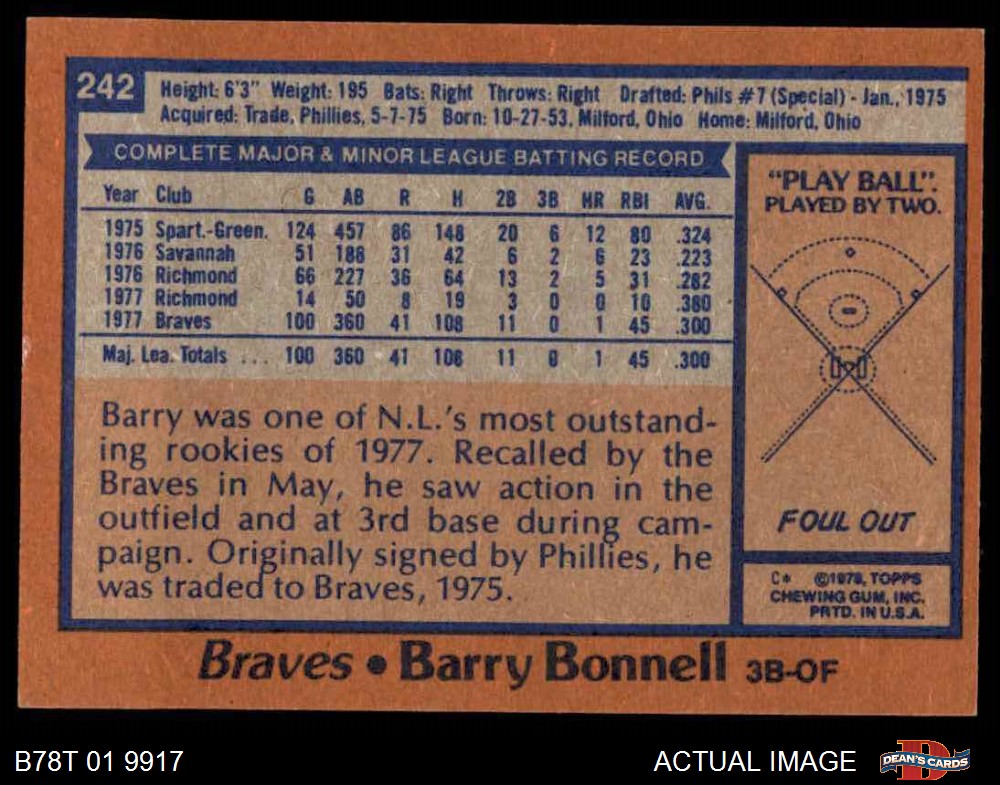 242
Height: 6'3" Weight: 195 Bats: Right Throws: Right Drafted: Phils #7 (Special) - Jan., 1975
Acquired: Trade, Phillies, 5-7-75 Born: 10-27-53, Milford, Ohio Home: Milford, Ohio
COMPLETE MAJOR & MINOR LEAGUE BATTING RECORD
Year Club G AB R H 2B 3B HR RBI AVG.
1975 Spart.-Green. 124 457 86 148 20 6 12 80 .324
1976 Savannah 51 188 31 42 6 2 6 23 .223
1976 Richmond 66 227 36 64 13 2 5 31 .282
1977 Richmond 14 50 8 19 3 0 0 10 .380
1977 Braves 100 360 41 108 11 0 1 45 .300
Maj. Lea. Totals ... 100 360 41 108 11 0 1 45 .300
Barry was one of N.L.'s most outstand-
ing rookies of 1977. Recalled by the
Braves in May, he saw action in the
outfield and at 3rd base during cam-
paign. Originally signed by Phillies, he
was traded to Braves, 1975.
"PLAY BALL".
PLAYED BY TWO.
FOUL OUT
C* ©1978, TOPPS
CHEWING GUM, INC.
PRTD. IN U.S.A.
Braves • Barry Bonnell 3B-OF
B78T 01 9917
ACTUAL IMAGE
D
DEAN'S CARDS